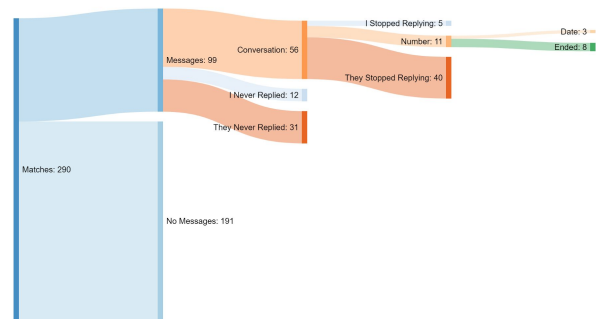 I Stopped Replying: 5
Date: 3
Number: 11
Ended: 8
Conversation: 56
Messages: 99
They Stopped Replying: 40
I Never Replied: 12
They Never Replied: 31
Matches: 290
No Messages: 191